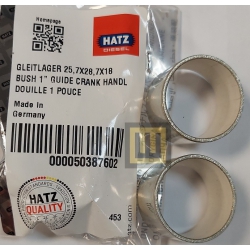 Homepage
HATZ
DIESEL
GLEITLAGER 25,7X28,7X18
BUSH 1" GUIDE CRANK HANDL
DOUILLE 1 POUCE
Made in
Germany
000050387602
HATZ
QUALITY
453